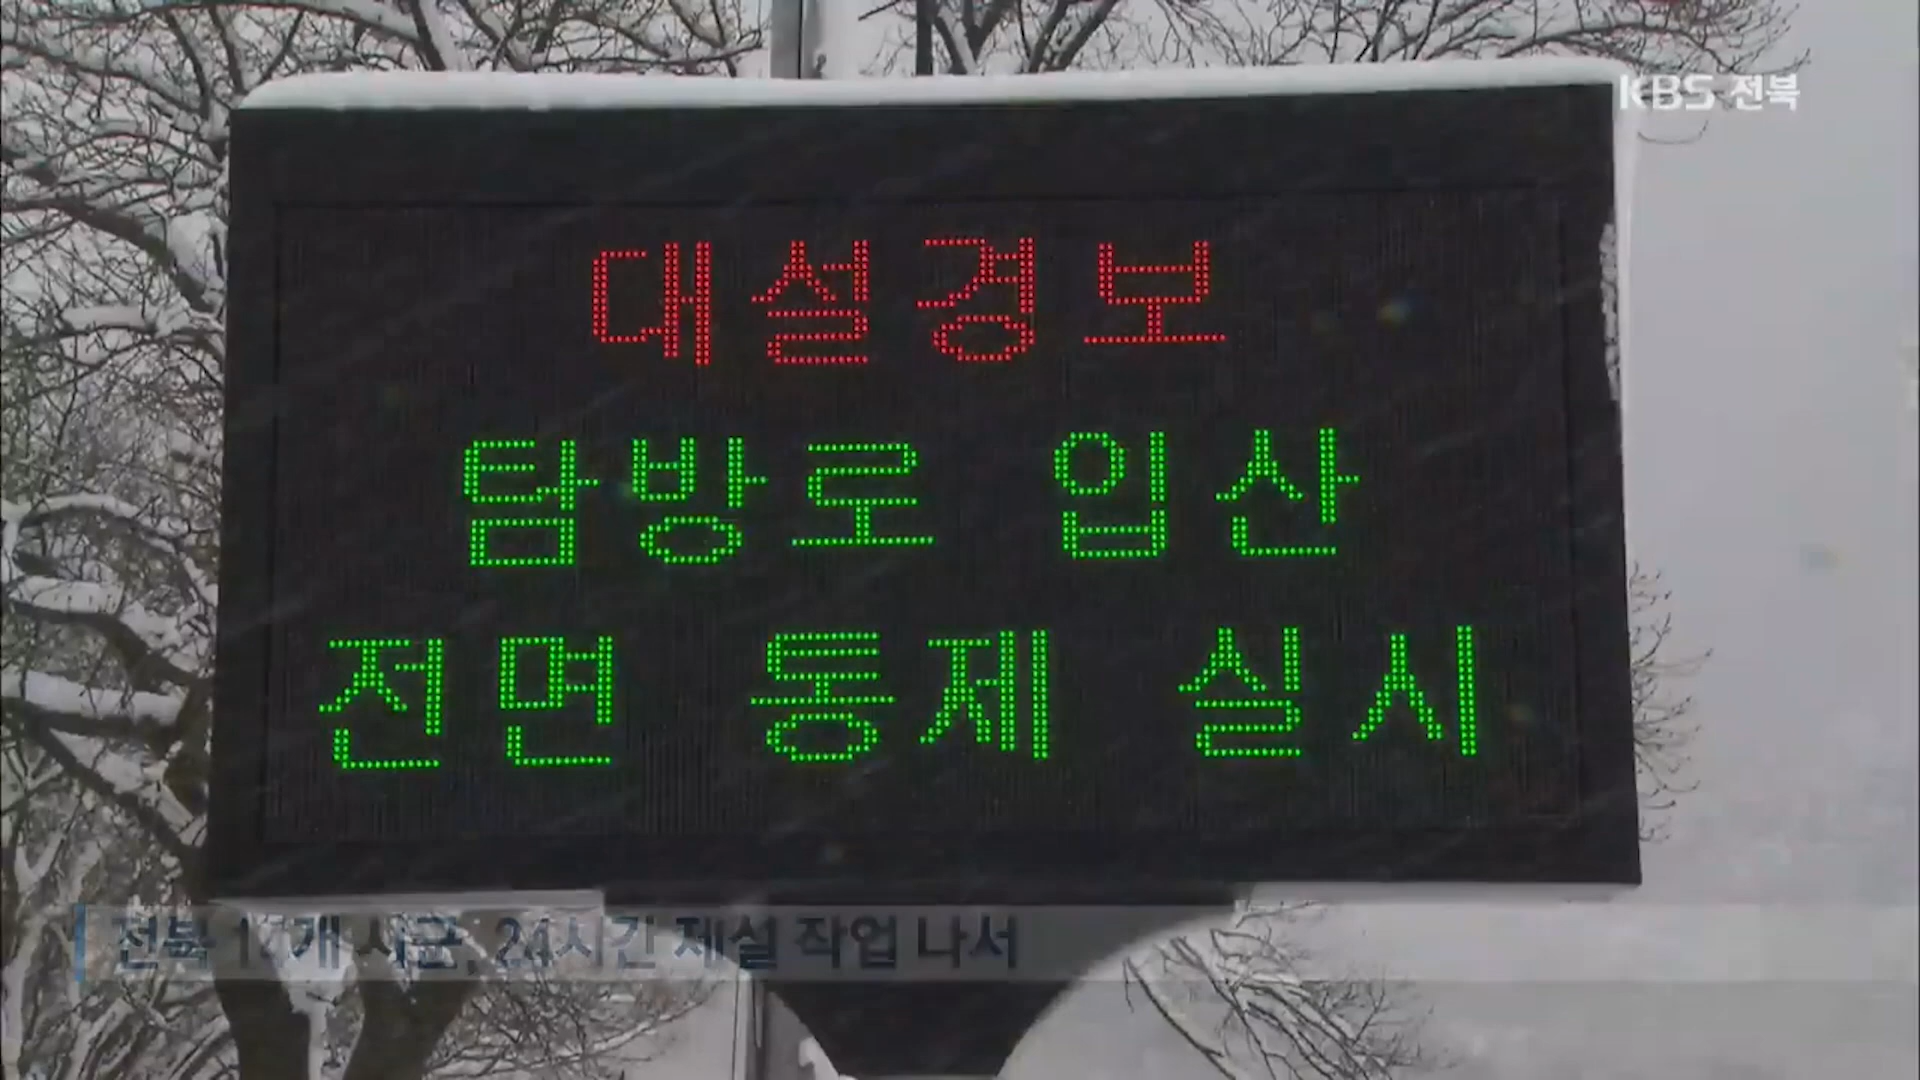 KBS 전북
대설경보
탐방로 입산
전면 통제 실시
전북 14개 시군, 24시간 제설 작업 나서